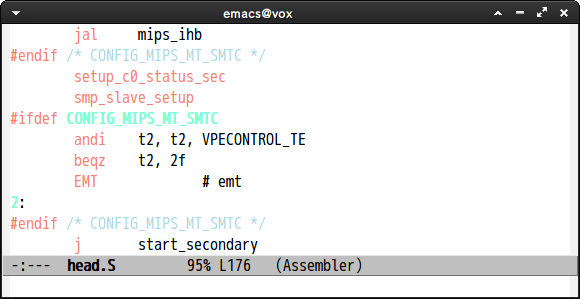 emacs@vox
jal mips_ihb
#endif /* CONFIG_MIPS_MT_SMTC */
setup_c0_status_sec
smp_slave_setup
#ifdef CONFIG_MIPS_MT_SMTC
andi t2, t2, VPECONTROL_TE
beqz t2, 2f
EMT # emt
2:
#endif /* CONFIG_MIPS_MT_SMTC */
j start_secondary
-:--- head.S 95% L176 (Assembler)